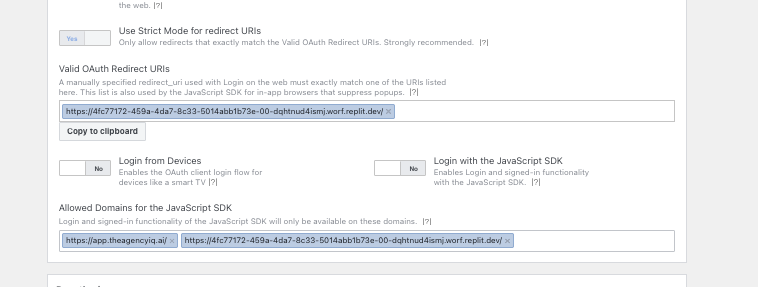 the web. [?]
Use Strict Mode for redirect URIs
Yes
Only allow redirects that exactly match the Valid OAuth Redirect URIs. Strongly recommended. [?]
Valid OAuth Redirect URIs
A manually specified redirect_uri used with Login on the web must exactly match one of the URIs listed
here. This list is also used by the JavaScript SDK for in-app browsers that suppress popups. [?]
https://4fc77172-459a-4da7-8c33-5014abb1b73e-00-dqhtnud4ismj.worf.replit.dev/ ×
Copy to clipboard
No
Login from Devices
Enables the OAuth client login flow for
devices like a smart TV [?]
No
Login with the JavaScript SDK
Enables Login and signed-in functionality
with the JavaScript SDK. [?]
Allowed Domains for the JavaScript SDK
Login and signed-in functionality of the JavaScript SDK will only be available on these domains. [?]
https://app.theagencyiq.ai/ × https://4fc77172-459a-4da7-8c33-5014abb1b73e-00-dqhtnud4ismj.worf.replit.dev/ ×